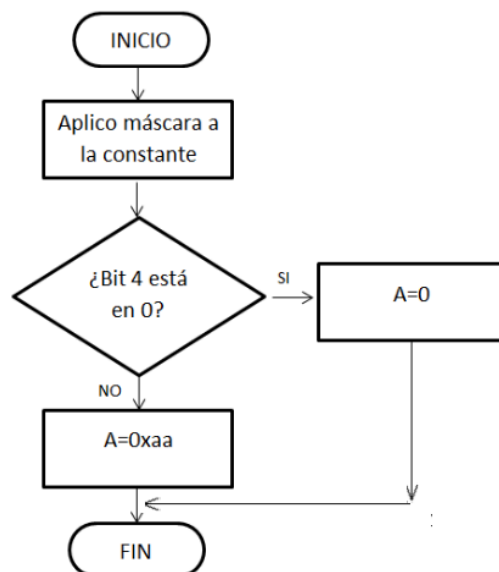 INICIO
Aplico máscara a
la constante
¿Bit 4 está
en 0?
SI
A=0
NO
A=0xaa
:
FIN